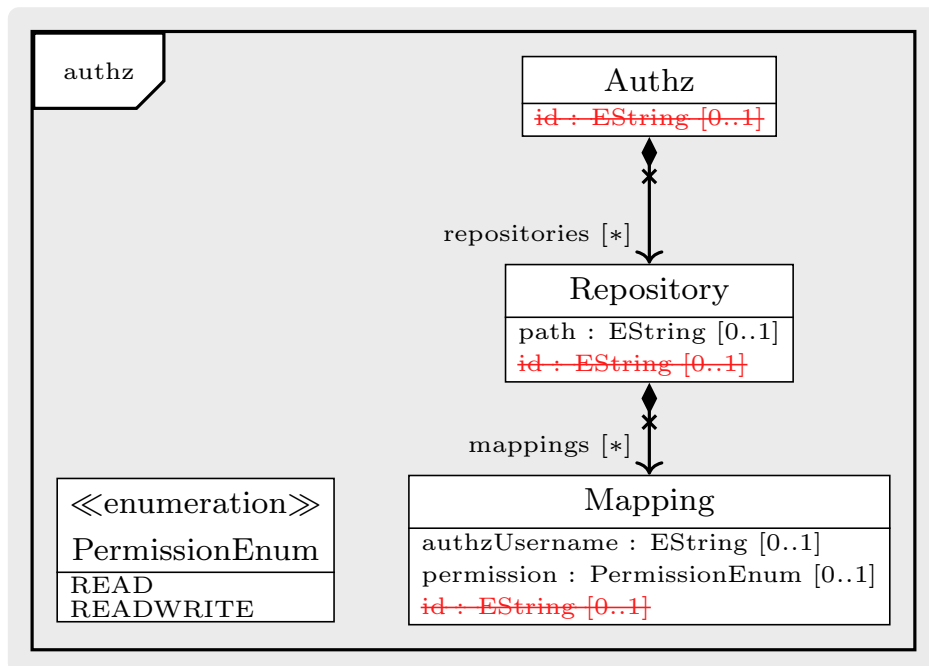 authz
Authz
id : EString [0..1]
repositories [*]
Repository
path : EString [0..1]
id : EString [0..1]
mappings [*]
Mapping
authzUsername : EString [0..1]
permission : PermissionEnum [0..1]
id : EString [0..1]
≪enumeration≫
PermissionEnum
READ
READWRITE